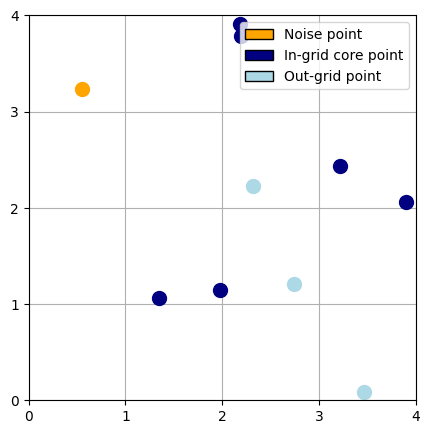 4
Noise point
In-grid core point
Out-grid point
3
2
1
0
0 1 2 3 4